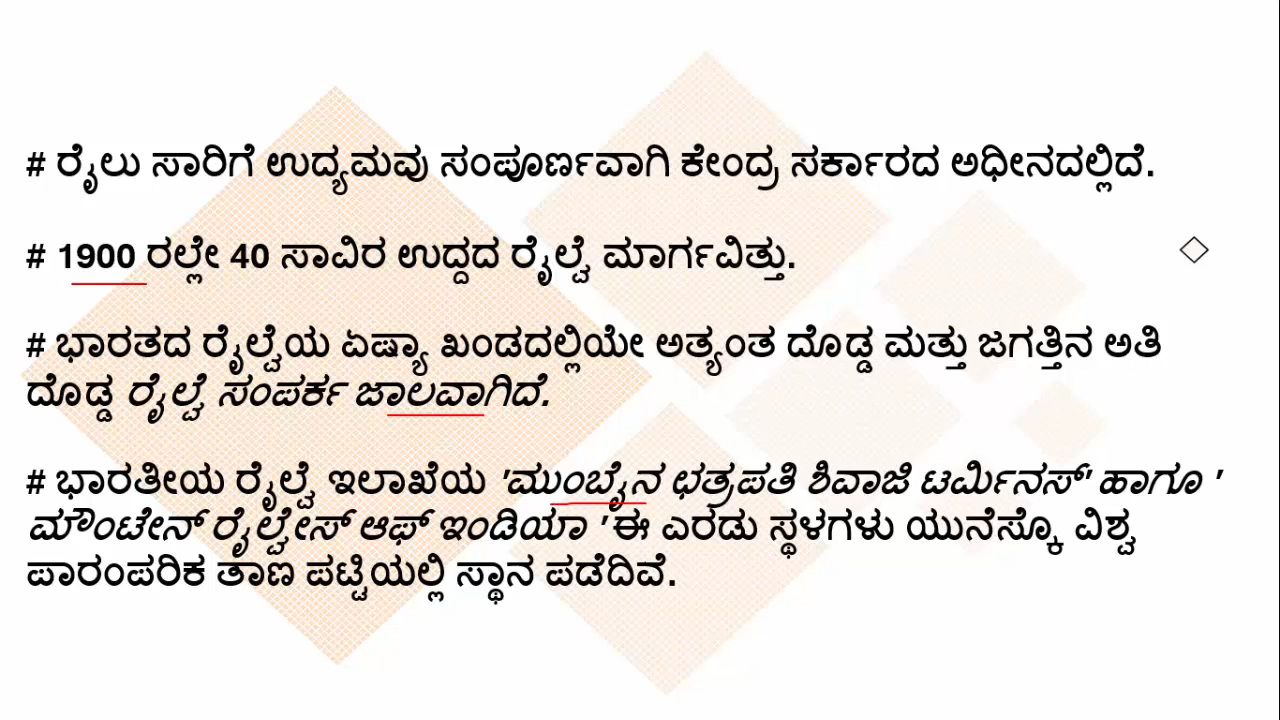 # ರೈಲು ಸಾರಿಗೆ ಉದ್ಯಮವು ಸಂಪೂರ್ಣವಾಗಿ ಕೇಂದ್ರ ಸರ್ಕಾರದ ಅಧೀನದಲ್ಲಿದೆ.
# 1900 ರಲ್ಲೇ 40 ಸಾವಿರ ಉದ್ದದ ರೈಲ್ವೆ ಮಾರ್ಗವಿತ್ತು.
# ಭಾರತದ ರೈಲ್ವೆಯ ಏಷ್ಯಾ ಖಂಡದಲ್ಲಿಯೇ ಅತ್ಯಂತ ದೊಡ್ಡ ಮತ್ತು ಜಗತ್ತಿನ ಅತಿ
ದೊಡ್ಡ ರೈಲ್ವೆ ಸಂಪರ್ಕ ಜಾಲವಾಗಿದೆ.
# ಭಾರತೀಯ ರೈಲ್ವೆ ಇಲಾಖೆಯ 'ಮುಂಬೈನ ಛತ್ರಪತಿ ಶಿವಾಜಿ ಟರ್ಮಿನಸ್' ಹಾಗೂ '
ಮೌಂಟೇನ್ ರೈಲ್ವೇಸ್ ಆಫ್ ಇಂಡಿಯಾ ' ಈ ಎರಡು ಸ್ಥಳಗಳು ಯುನೆಸ್ಕೊ ವಿಶ್ವ
ಪಾರಂಪರಿಕ ತಾಣ ಪಟ್ಟಿಯಲ್ಲಿ ಸ್ಥಾನ ಪಡೆದಿವೆ.